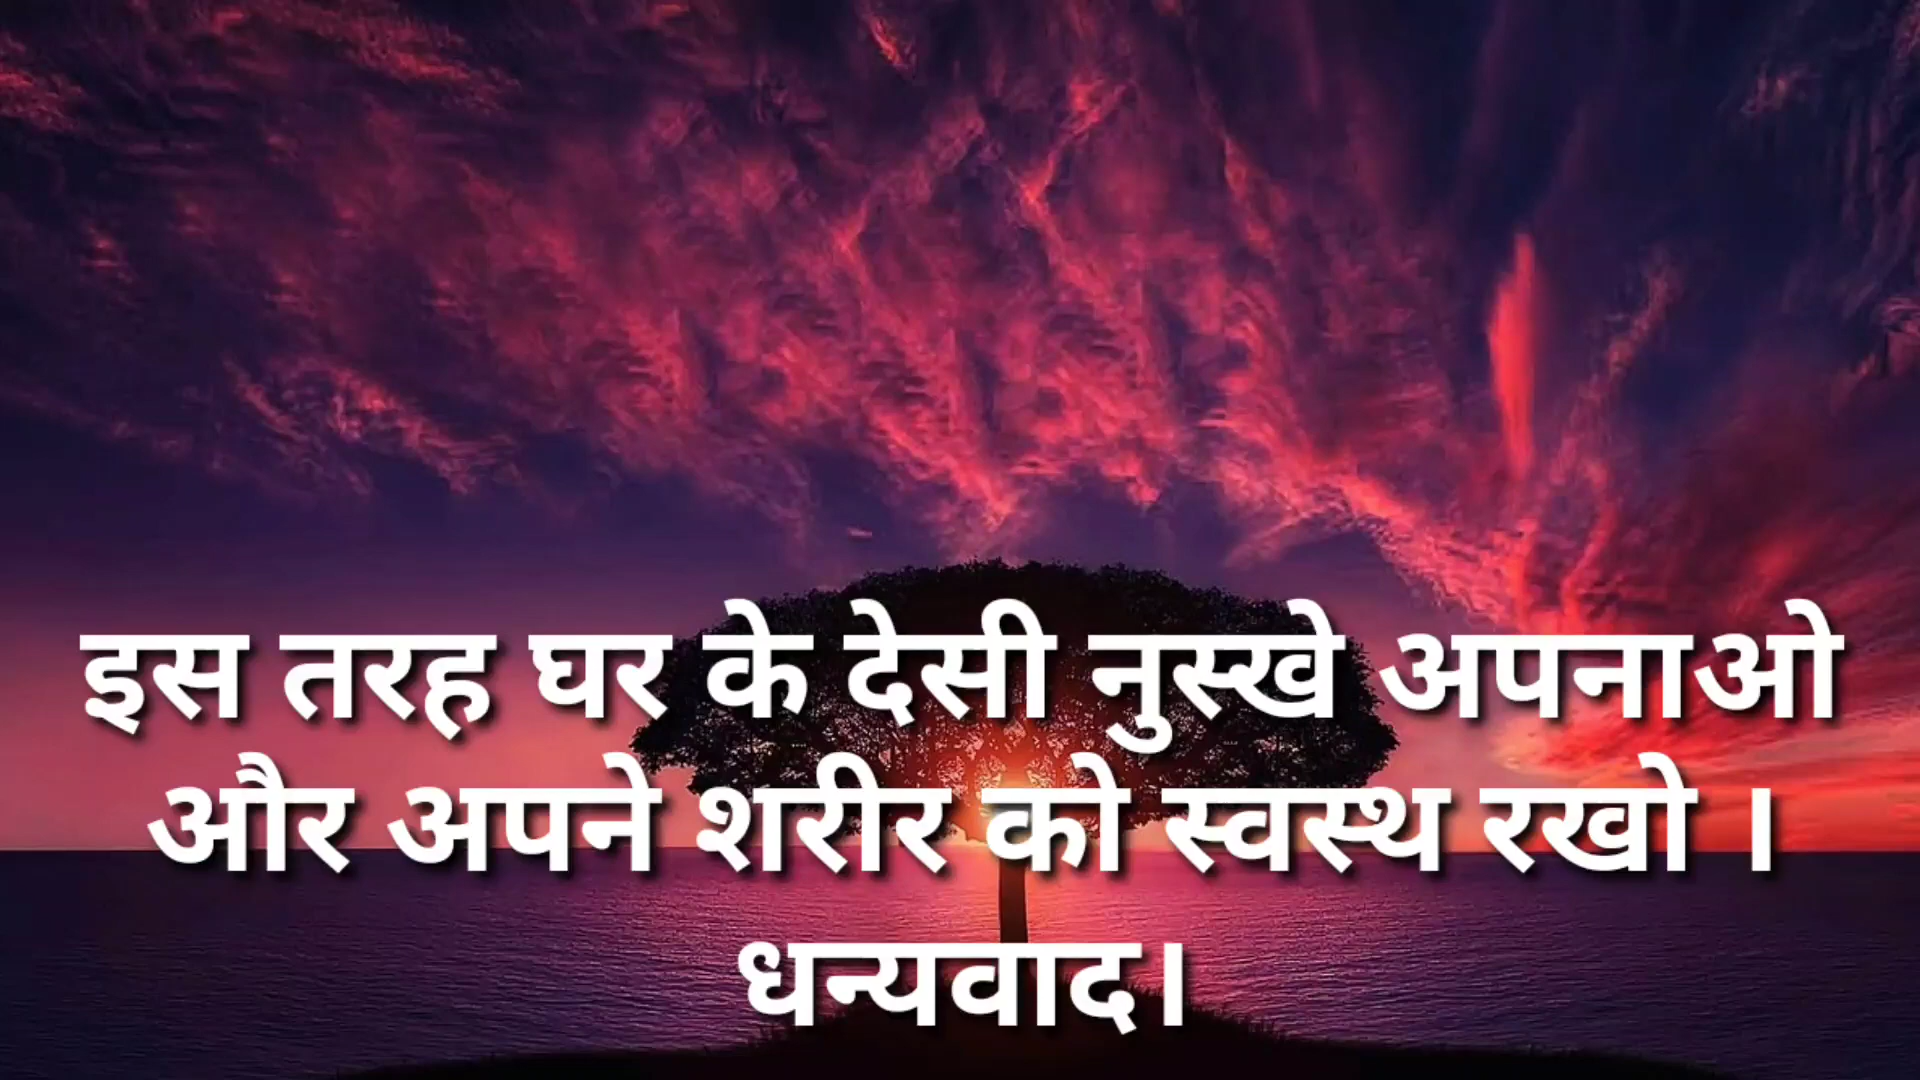 इस तरह घर के देसी नुस्खे अपनाओ
और अपने शरीर को स्वस्थ रखो ।
धन्यवाद।